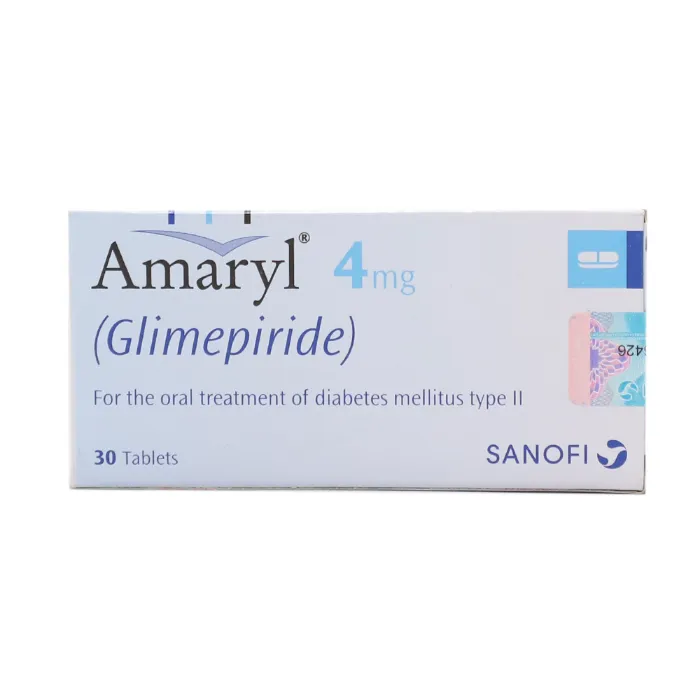 Amaryl® 4mg
(Glimepiride)
For the oral treatment of diabetes mellitus type II
30 Tablets
SANOFI